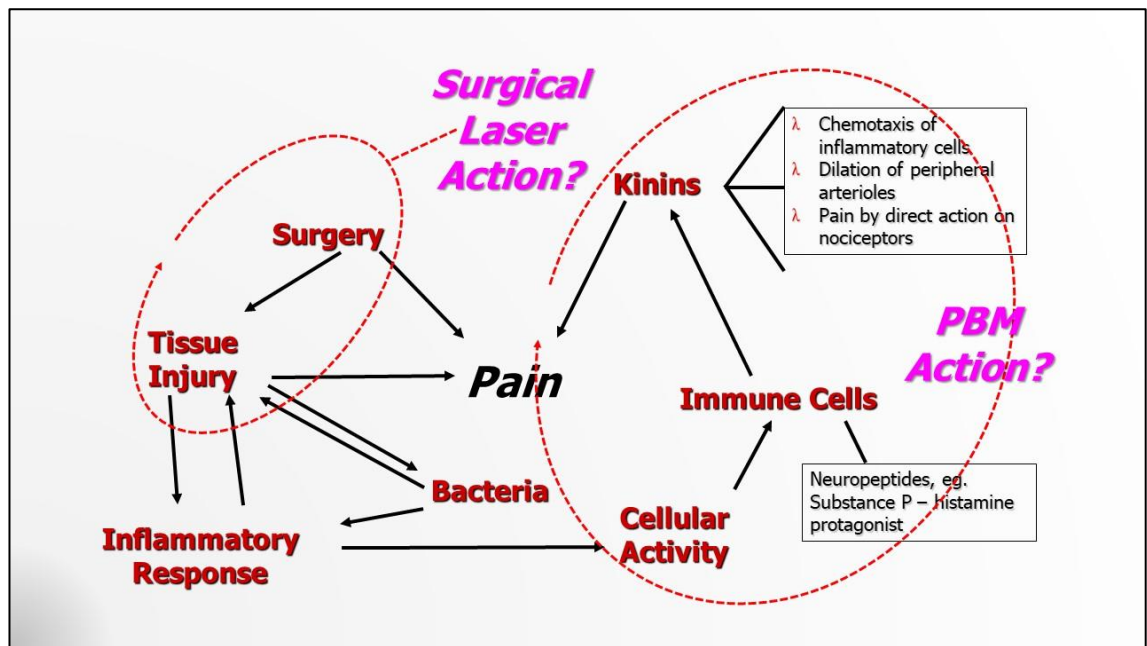 Surgical
Laser
Action?
Kinins
λ Chemotaxis of
inflammatory cells
λ Dilation of peripheral
arterioles
λ Pain by direct action on
nociceptors
Surgery
Tissue
Injury
Pain
PBM
Action?
Immune Cells
Bacteria
Neuropeptides, eg.
Substance P – histamine
protagonist
Cellular
Activity
Inflammatory
Response